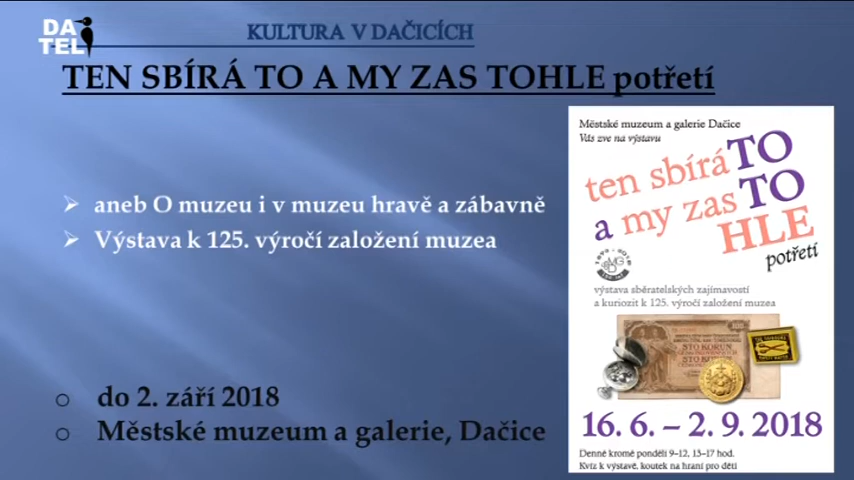 DA
TEL
KULTURA V DAČICÍCH
TEN SBÍRÁ TO A MY ZAS TOHLE potřetí
aneb O muzeu i v muzeu hravě a zábavně
Výstava k 125. výročí založení muzea
do 2. září 2018
Městské muzeum a galerie, Dačice
Městské muzeum a galerie Dačice
Vás zve na výstavu
ten sbírá TO
a my zas TO
HLE
potřetí
výstava sběratelských zajímavostí
a kuriozit k 125. výročí založení muzea
STO KORUN
16. 6. – 2. 9. 2018
Denně kromě pondělí 9–12, 13–17 hod.
Kvíz k výstavě, koutek na hraní pro děti